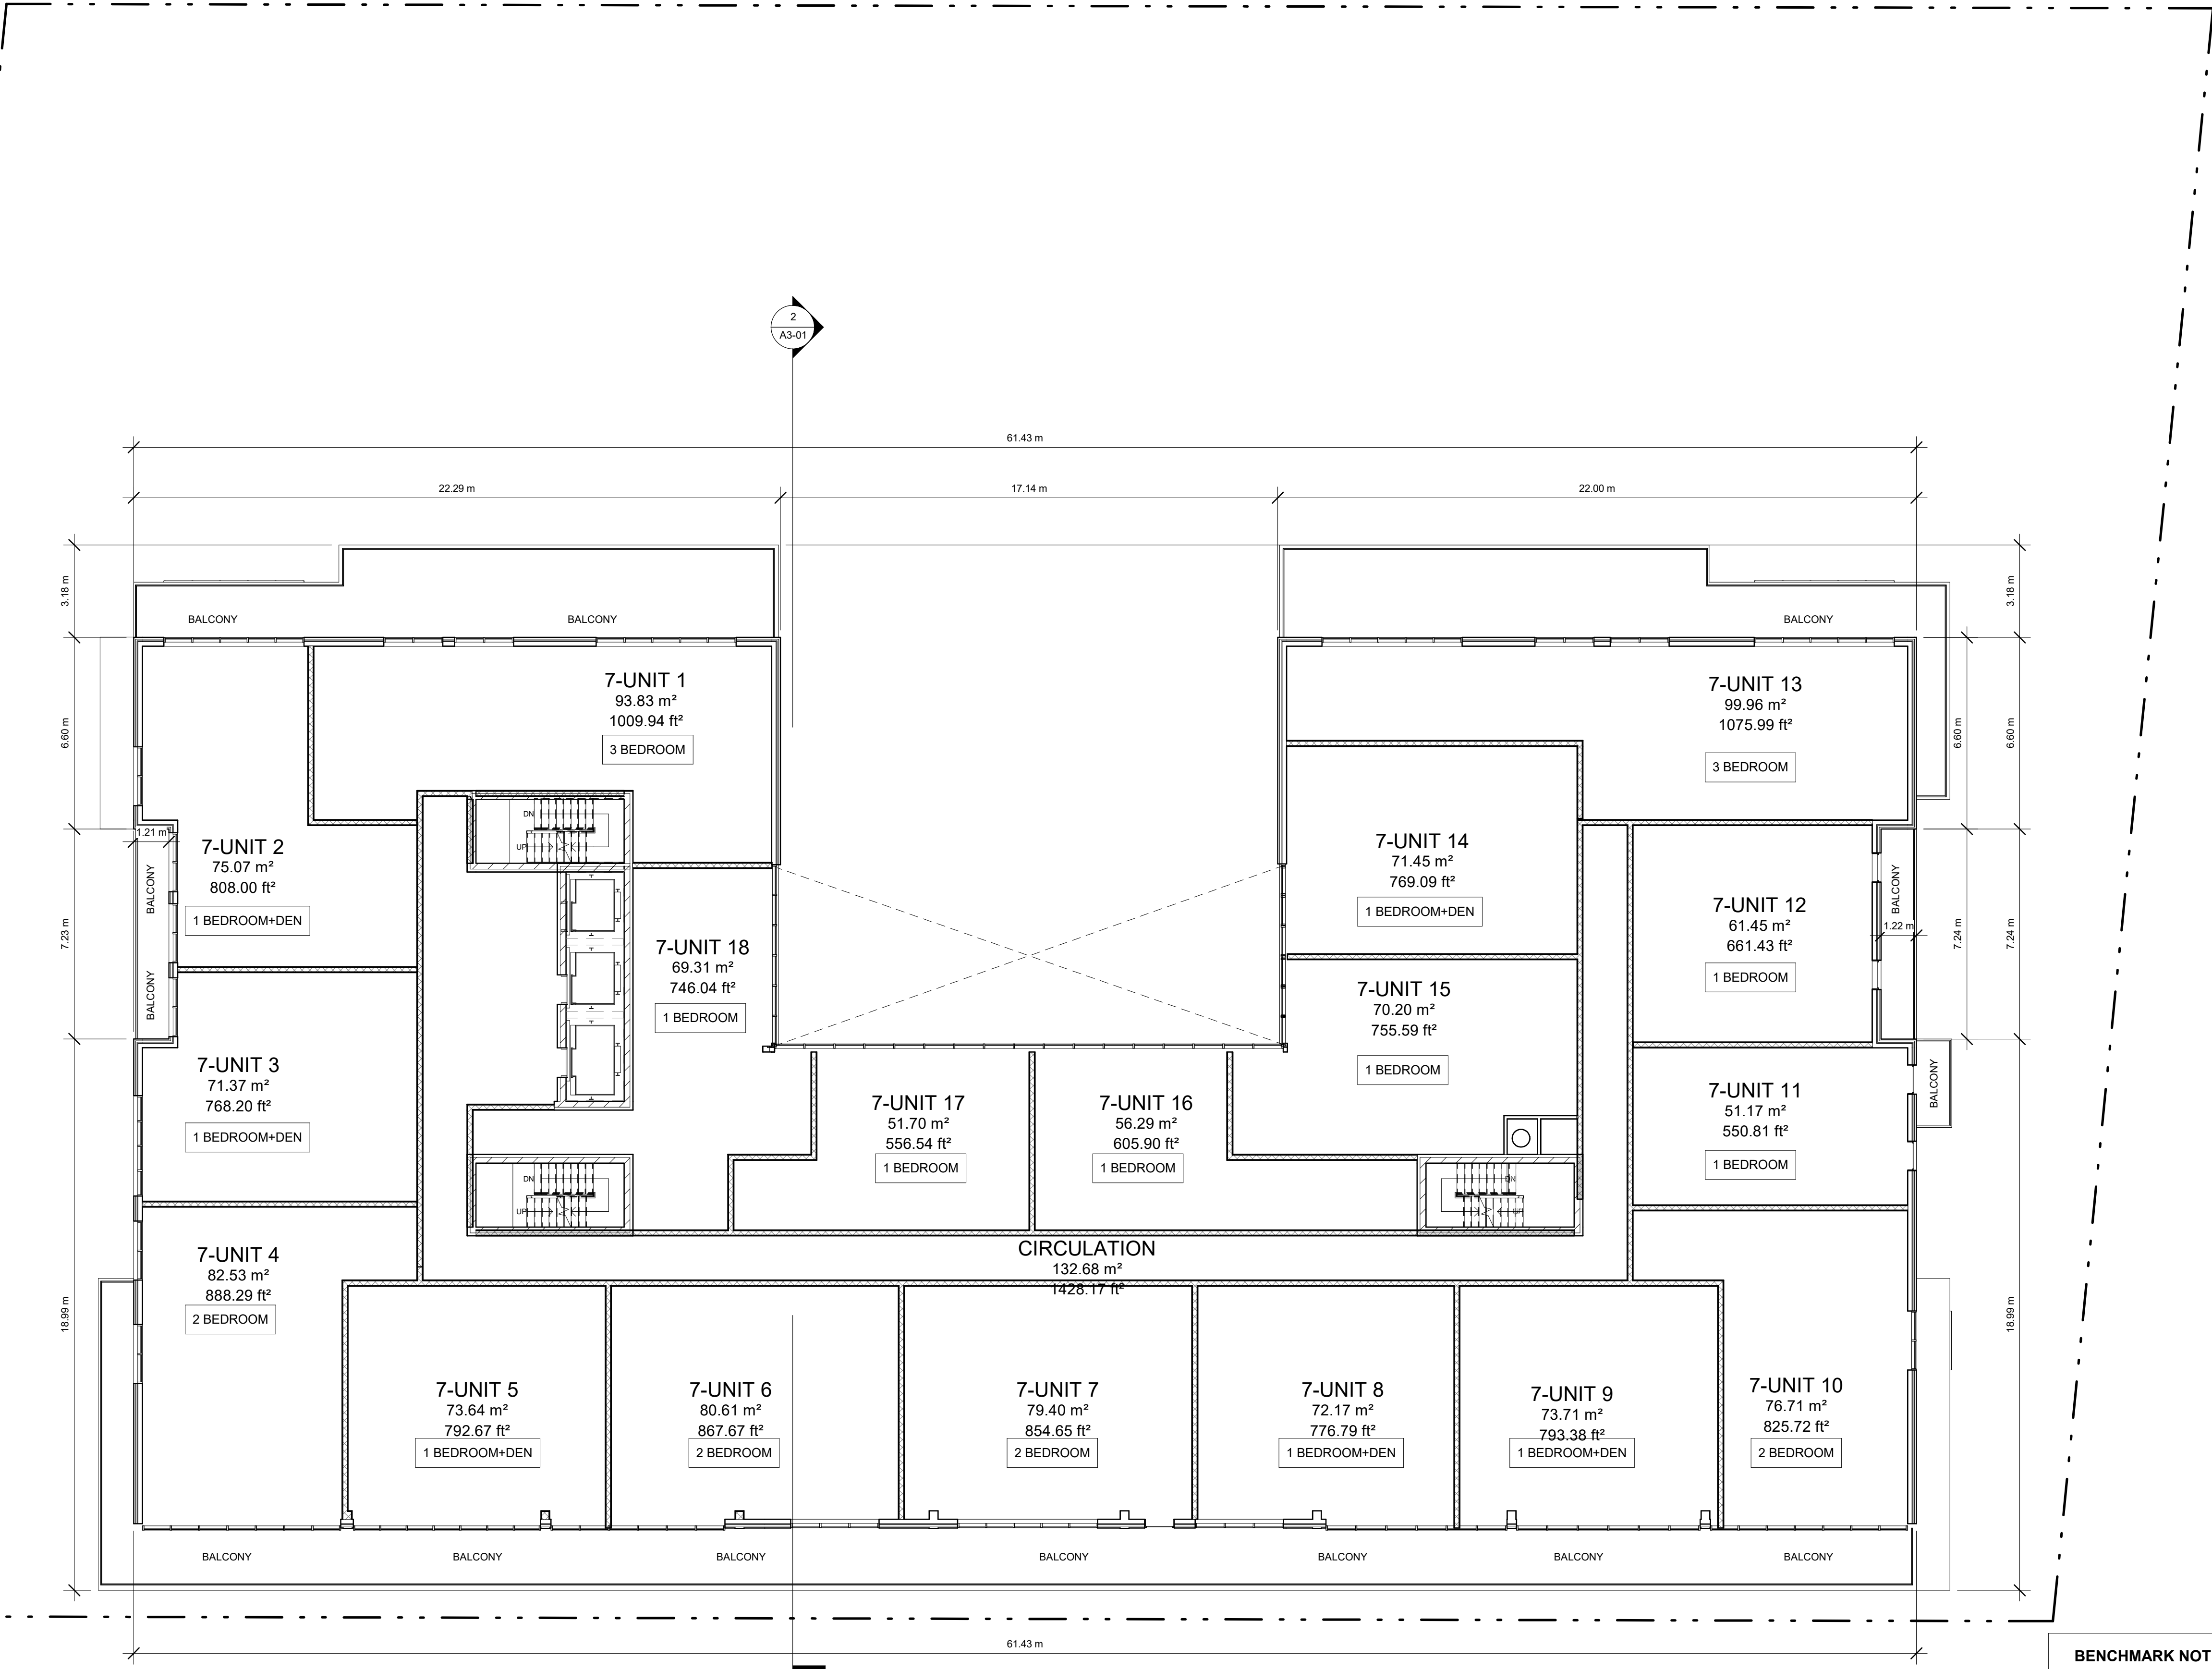 2
A3-01
61.43 m
22.29 m
17.14 m
22.00 m
3.18 m
3.18 m
BALCONY
BALCONY
BALCONY
7-UNIT 1
93.83 m²
1009.94 ft²
3 BEDROOM
7-UNIT 13
99.96 m²
1075.99 ft²
3 BEDROOM
6.60 m
6.60 m
6.60 m
DN
UP
1.21 m
7-UNIT 2
75.07 m²
808.00 ft²
1 BEDROOM+DEN
BALCONY
BALCONY
7.23 m
7-UNIT 14
71.45 m²
769.09 ft²
1 BEDROOM+DEN
7-UNIT 12
61.45 m²
661.43 ft²
1 BEDROOM
BALCONY
1.22 m
7.24 m
7.24 m
7-UNIT 18
69.31 m²
746.04 ft²
1 BEDROOM
7-UNIT 15
70.20 m²
755.59 ft²
1 BEDROOM
7-UNIT 3
71.37 m²
768.20 ft²
1 BEDROOM+DEN
7-UNIT 17
51.70 m²
556.54 ft²
1 BEDROOM
7-UNIT 16
56.29 m²
605.90 ft²
1 BEDROOM
7-UNIT 11
51.17 m²
550.81 ft²
1 BEDROOM
BALCONY
DN
UP
DN
UP
7-UNIT 4
82.53 m²
888.29 ft²
2 BEDROOM
CIRCULATION
132.68 m²
1428.17 ft²
18.99 m
18.99 m
7-UNIT 5
73.64 m²
792.67 ft²
1 BEDROOM+DEN
7-UNIT 6
80.61 m²
867.67 ft²
2 BEDROOM
7-UNIT 7
79.40 m²
854.65 ft²
2 BEDROOM
7-UNIT 8
72.17 m²
776.79 ft²
1 BEDROOM+DEN
7-UNIT 9
73.71 m²
793.38 ft²
1 BEDROOM+DEN
7-UNIT 10
76.71 m²
825.72 ft²
2 BEDROOM
BALCONY
BALCONY
BALCONY
BALCONY
BALCONY
BALCONY
BALCONY
61.43 m
BENCHMARK NOT